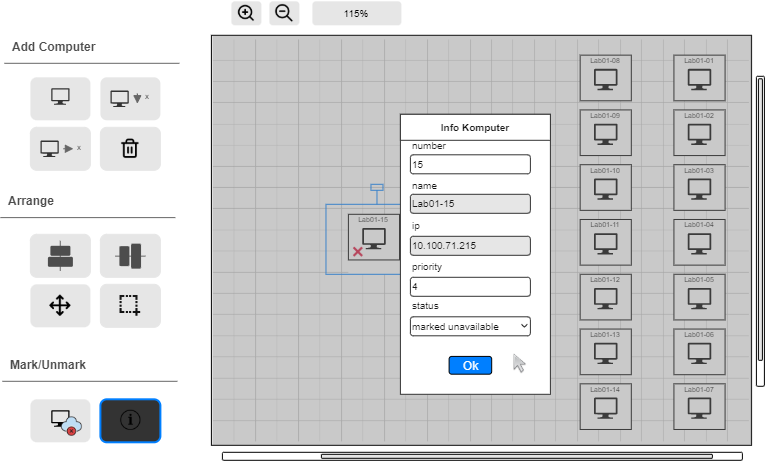 115%
Add Computer
x
x
Arrange
Mark/Unmark
Lab01-15
Info Komputer
number
15
name
Lab01-15
ip
10.100.71.215
priority
4
status
marked unavailable
Ok
Lab01-08
Lab01-01
Lab01-09
Lab01-02
Lab01-10
Lab01-03
Lab01-11
Lab01-04
Lab01-12
Lab01-05
Lab01-13
Lab01-06
Lab01-14
Lab01-07